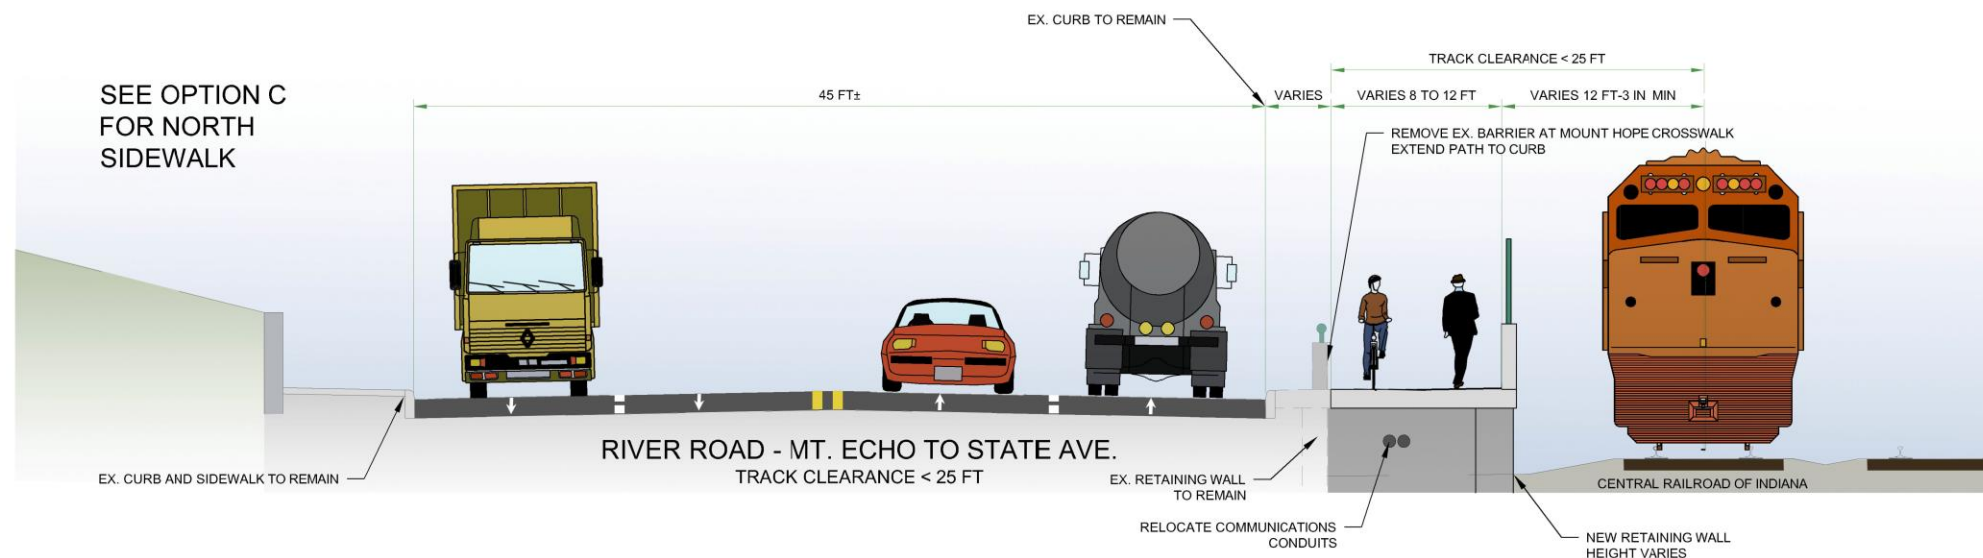 EX. CURB TO REMAIN
TRACK CLEARANCE < 25 FT
SEE OPTION C
FOR NORTH
SIDEWALK
45 FT±
VARIES
VARIES 8 TO 12 FT
VARIES 12 FT-3 IN MIN
REMOVE EX. BARRIER AT MOUNT HOPE CROSSWALK
EXTEND PATH TO CURB
RIVER ROAD - MT. ECHO TO STATE AVE.
TRACK CLEARANCE < 25 FT
EX. CURB AND SIDEWALK TO REMAIN
EX. RETAINING WALL
TO REMAIN
CENTRAL RAILROAD OF INDIANA
RELOCATE COMMUNICATIONS
CONDUITS
NEW RETAINING WALL
HEIGHT VARIES